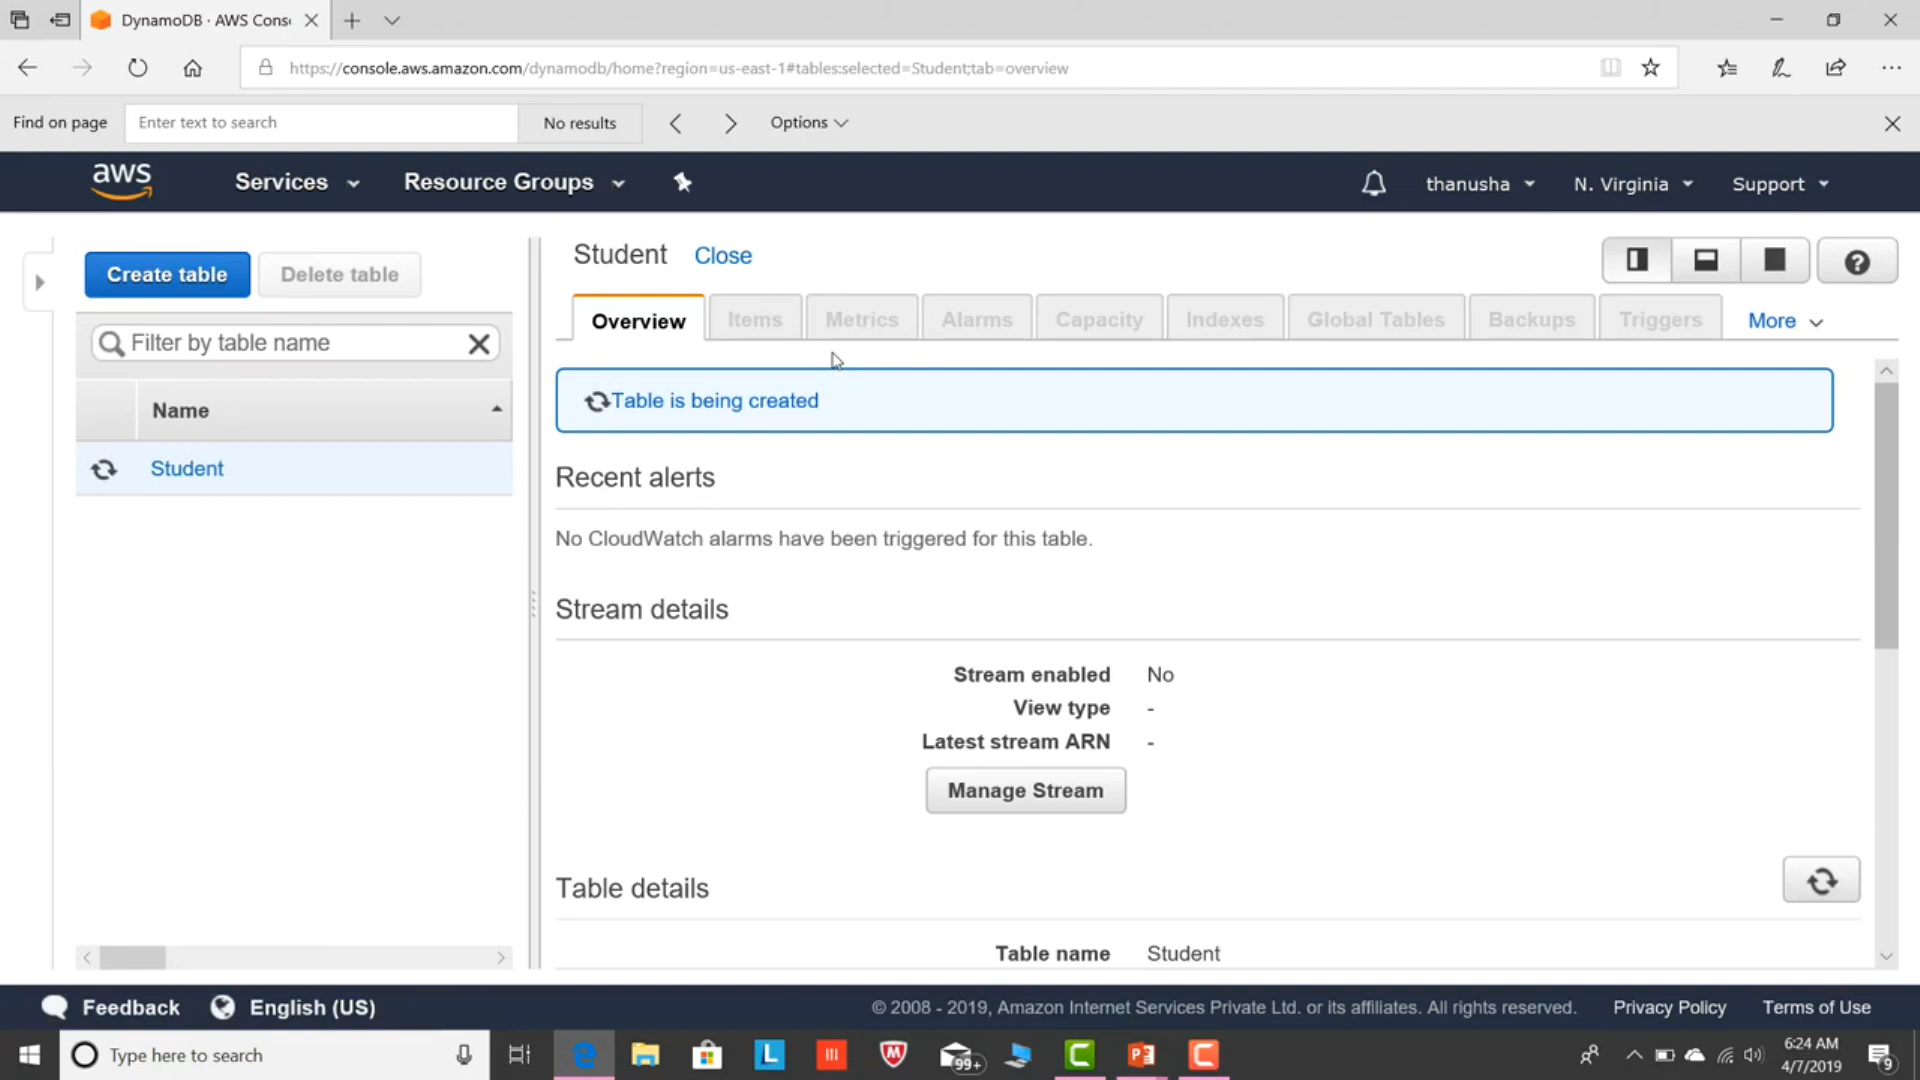 DynamoDB · AWS Conso
https://console.aws.amazon.com/dynamodb/home?region=us-east-1#tables:selected=Student;tab=overview
Find on page
Enter text to search
No results
Options
aws
Services
Resource Groups
thanusha
N. Virginia
Support
Create table
Delete table
Filter by table name
Name
Student
Student
Close
Overview
Items
Metrics
Alarms
Capacity
Indexes
Global Tables
Backups
Triggers
More
Table is being created
Recent alerts
No CloudWatch alarms have been triggered for this table.
Stream details
Stream enabled No
View type -
Latest stream ARN -
Manage Stream
Table details
Table name Student
Feedback
English (US)
© 2008 - 2019, Amazon Internet Services Private Ltd. or its affiliates. All rights reserved.
Privacy Policy
Terms of Use
Type here to search
L
99+
6:24 AM
4/7/2019
9